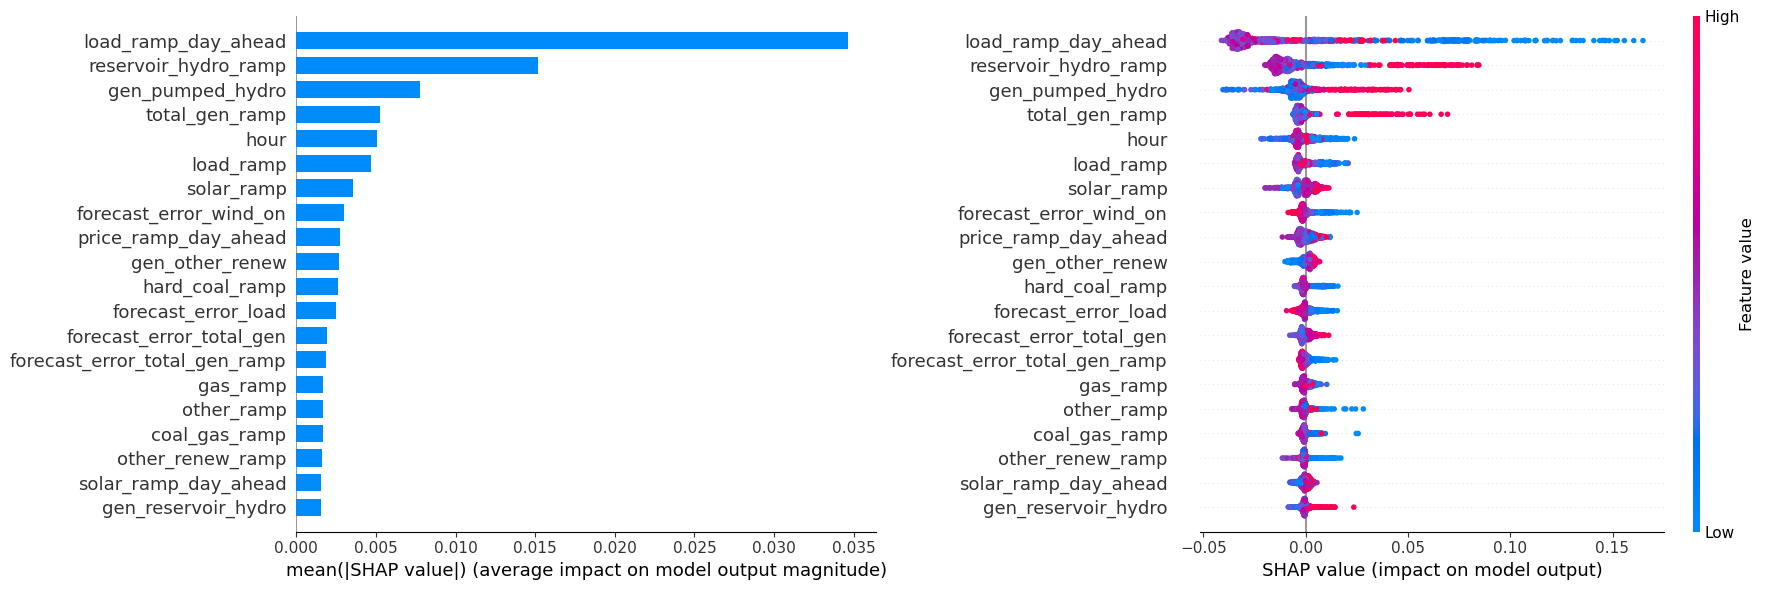 load_ramp_day_ahead
reservoir_hydro_ramp
gen_pumped_hydro
total_gen_ramp
hour
load_ramp
solar_ramp
forecast_error_wind_on
price_ramp_day_ahead
gen_other_renew
hard_coal_ramp
forecast_error_load
forecast_error_total_gen
forecast_error_total_gen_ramp
gas_ramp
other_ramp
coal_gas_ramp
other_renew_ramp
solar_ramp_day_ahead
gen_reservoir_hydro
0.000 0.005 0.010 0.015 0.020 0.025 0.030 0.035
mean(|SHAP value|) (average impact on model output magnitude)
load_ramp_day_ahead
reservoir_hydro_ramp
gen_pumped_hydro
total_gen_ramp
hour
load_ramp
solar_ramp
forecast_error_wind_on
price_ramp_day_ahead
gen_other_renew
hard_coal_ramp
forecast_error_load
forecast_error_total_gen
forecast_error_total_gen_ramp
gas_ramp
other_ramp
coal_gas_ramp
other_renew_ramp
solar_ramp_day_ahead
gen_reservoir_hydro
−0.05 0.00 0.05 0.10 0.15
SHAP value (impact on model output)
High
Feature value
Low